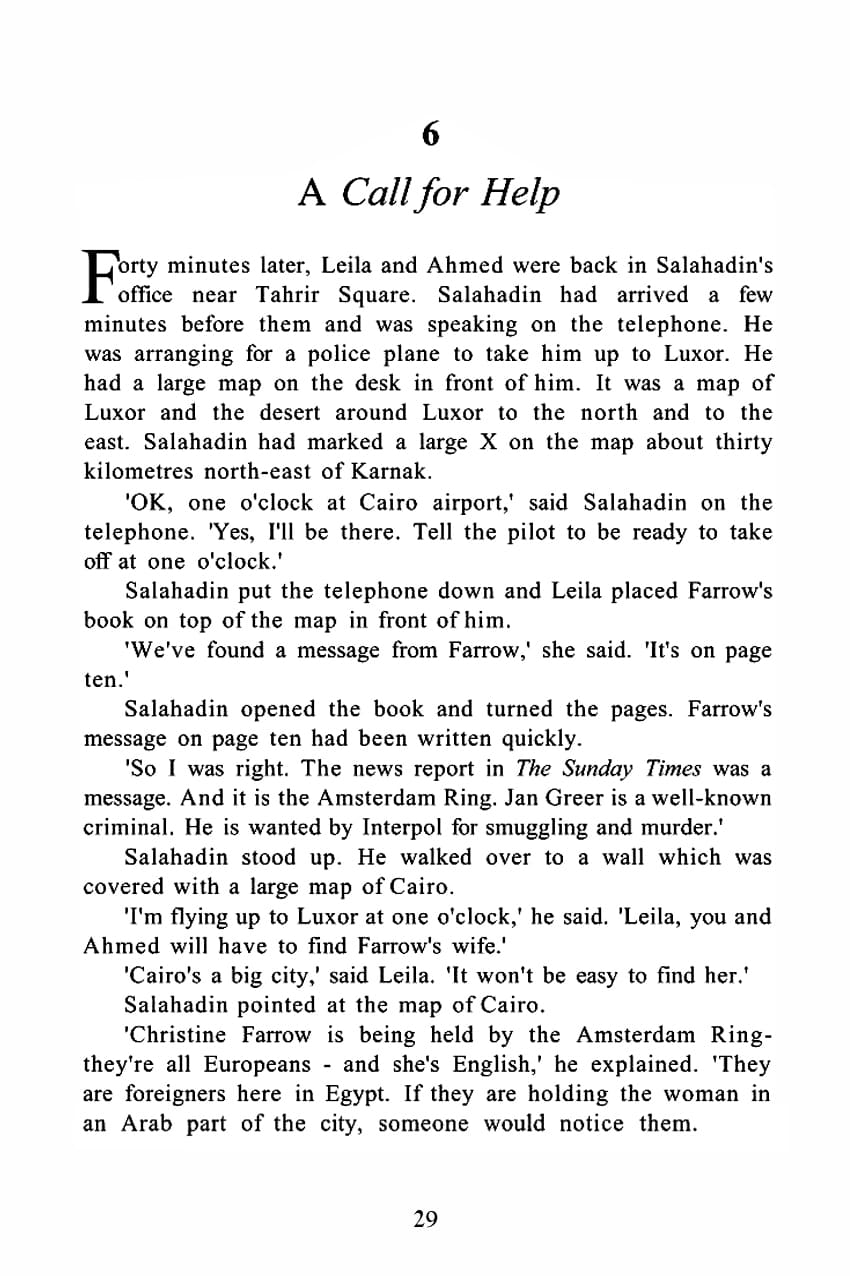 6
A Call for Help
Forty minutes later, Leila and Ahmed were back in Salahadin's
office near Tahrir Square. Salahadin had arrived a few
minutes before them and was speaking on the telephone. He
was arranging for a police plane to take him up to Luxor. He
had a large map on the desk in front of him. It was a map of
Luxor and the desert around Luxor to the north and to the
east. Salahadin had marked a large X on the map about thirty
kilometres north-east of Karnak.
'OK, one o'clock at Cairo airport,' said Salahadin on the
telephone. 'Yes, I'll be there. Tell the pilot to be ready to take
off at one o'clock.'
Salahadin put the telephone down and Leila placed Farrow's
book on top of the map in front of him.
'We've found a message from Farrow,' she said. 'It's on page
ten.'
Salahadin opened the book and turned the pages. Farrow's
message on page ten had been written quickly.
'So I was right. The news report in The Sunday Times was a
message. And it is the Amsterdam Ring. Jan Greer is a well-known
criminal. He is wanted by Interpol for smuggling and murder.'
Salahadin stood up. He walked over to a wall which was
covered with a large map of Cairo.
'I'm flying up to Luxor at one o'clock,' he said. 'Leila, you and
Ahmed will have to find Farrow's wife.'
'Cairo's a big city,' said Leila. 'It won't be easy to find her.'
Salahadin pointed at the map of Cairo.
'Christine Farrow is being held by the Amsterdam Ring-
they're all Europeans - and she's English,' he explained. 'They
are foreigners here in Egypt. If they are holding the woman in
an Arab part of the city, someone would notice them.
29